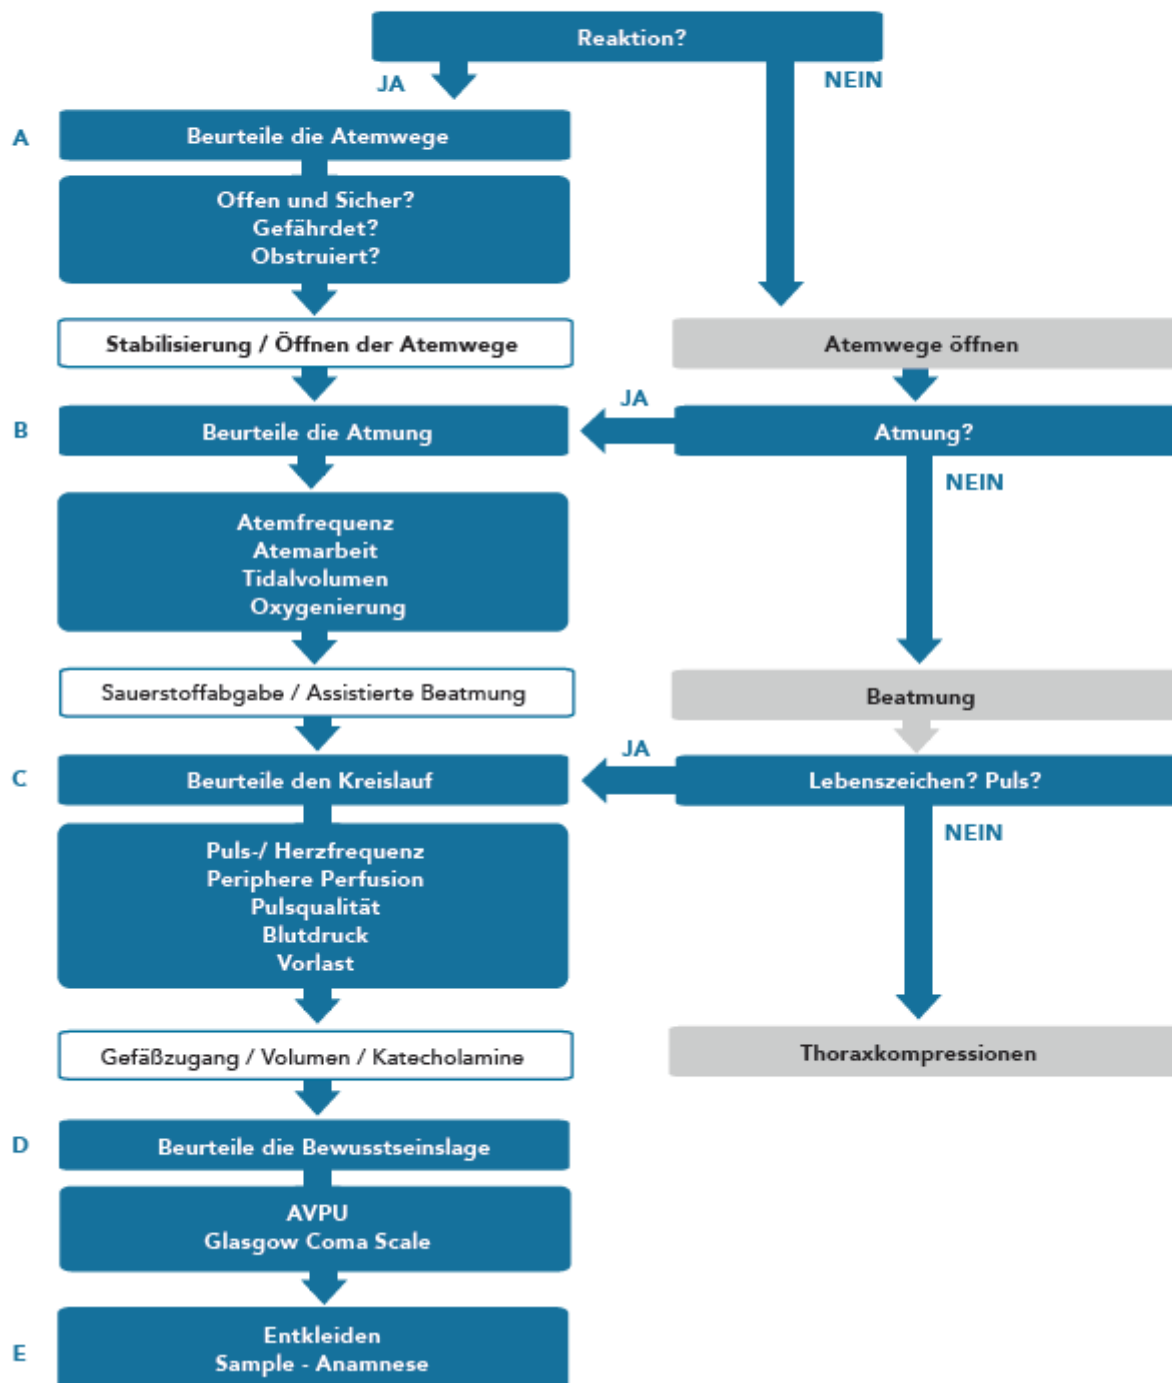 Reaktion?
JA
NEIN
A
Beurteile die Atemwege
Offen und Sicher?
Gefährdet?
Obstruiert?
Stabilisierung / Öffnen der Atemwege
Atemwege öffnen
B
Beurteile die Atmung
JA
Atmung?
NEIN
Atemfrequenz
Atemarbeit
Tidalvolumen
Oxygenierung
Sauerstoffabgabe / Assistierte Beatmung
Beatmung
C
Beurteile den Kreislauf
JA
Lebenszeichen? Puls?
NEIN
Puls-/ Herzfrequenz
Periphere Perfusion
Pulsqualität
Blutdruck
Vorlast
Gefäßzugang / Volumen / Katecholamine
Thoraxkompressionen
D
Beurteile die Bewusstseinslage
AVPU
Glasgow Coma Scale
E
Entkleiden
Sample - Anamnese